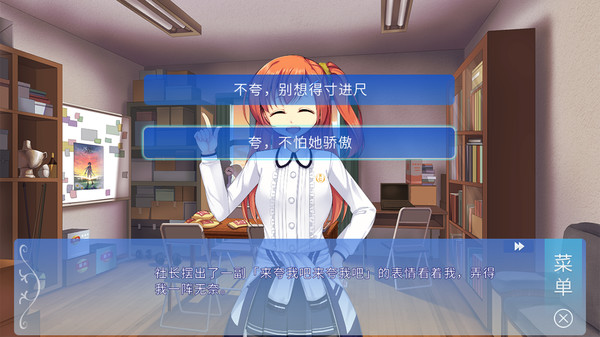 不夸，别想得寸进尺
夸，不怕她骄傲
社长摆出了一副「来夸我吧来夸我吧」的表情看着我，弄得
我一阵无奈。
菜单